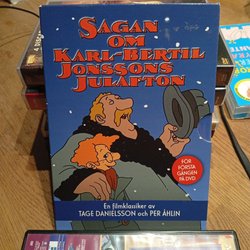 SAGAN
OM
KARL-BERTIL
JONSSONS
JULAFTON
FÖR
FÖRSTA
GÅNGEN
PÅ DVD
En filmklassiker av
TAGE DANIELSSON och PER ÅHLIN